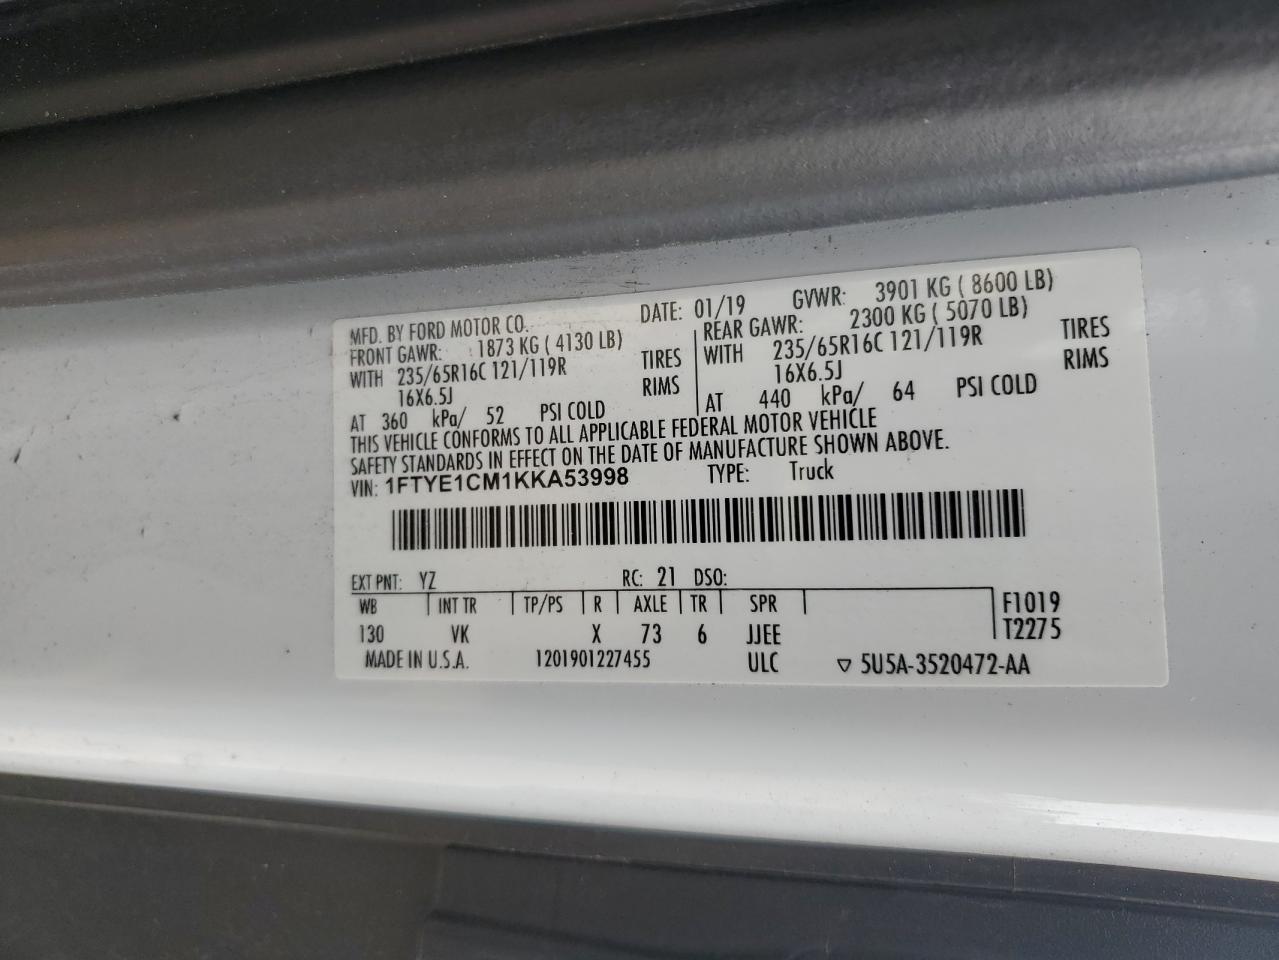 MFD. BY FORD MOTOR CO. DATE: 01/19 GVWR: 3901 KG ( 8600 LB)
FRONT GAWR: 1873 KG ( 4130 LB) REAR GAWR: 2300 KG ( 5070 LB)
WITH 235/65R16C 121/119R TIRES WITH 235/65R16C 121/119R TIRES
16X6.5J RIMS 16X6.5J RIMS
AT 360 kPa/ 52 PSI COLD AT 440 kPa/ 64 PSI COLD
THIS VEHICLE CONFORMS TO ALL APPLICABLE FEDERAL MOTOR VEHICLE
SAFETY STANDARDS IN EFFECT ON THE DATE OF MANUFACTURE SHOWN ABOVE.
VIN: 1FTYE1CM1KKA53998 TYPE: Truck
EXT PNT: YZ RC: 21 DSO:
WB INT TR TP/PS R AXLE TR SPR F1019
130 VK X 73 6 JJEE T2275
MADE IN U.S.A. 1201901227455 ULC ▽ 5U5A-3520472-AA